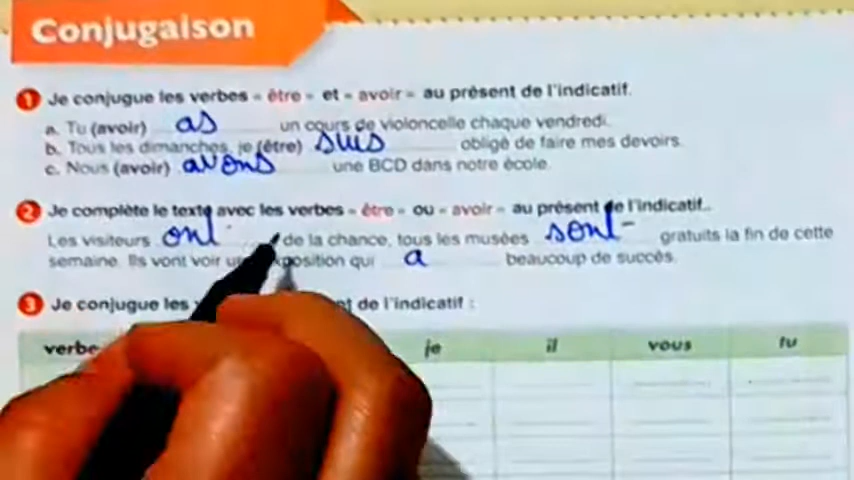 Conjugaison
1 Je conjugue les verbes « être » et « avoir » au présent de l'indicatif.
a. Tu (avoir) as un cours de violoncelle chaque vendredi.
b. Tous les dimanches, je (être) suis obligé de faire mes devoirs.
c. Nous (avoir) avons une BCD dans notre école.
2 Je complète le texte avec les verbes « être » ou « avoir » au présent de l'indicatif.
Les visiteurs ont de la chance, tous les musées sont gratuits la fin de cette
semaine. Ils vont voir qui a beaucoup de succès.
3 Je conjugue les de l'indicatif :
je il vous tu